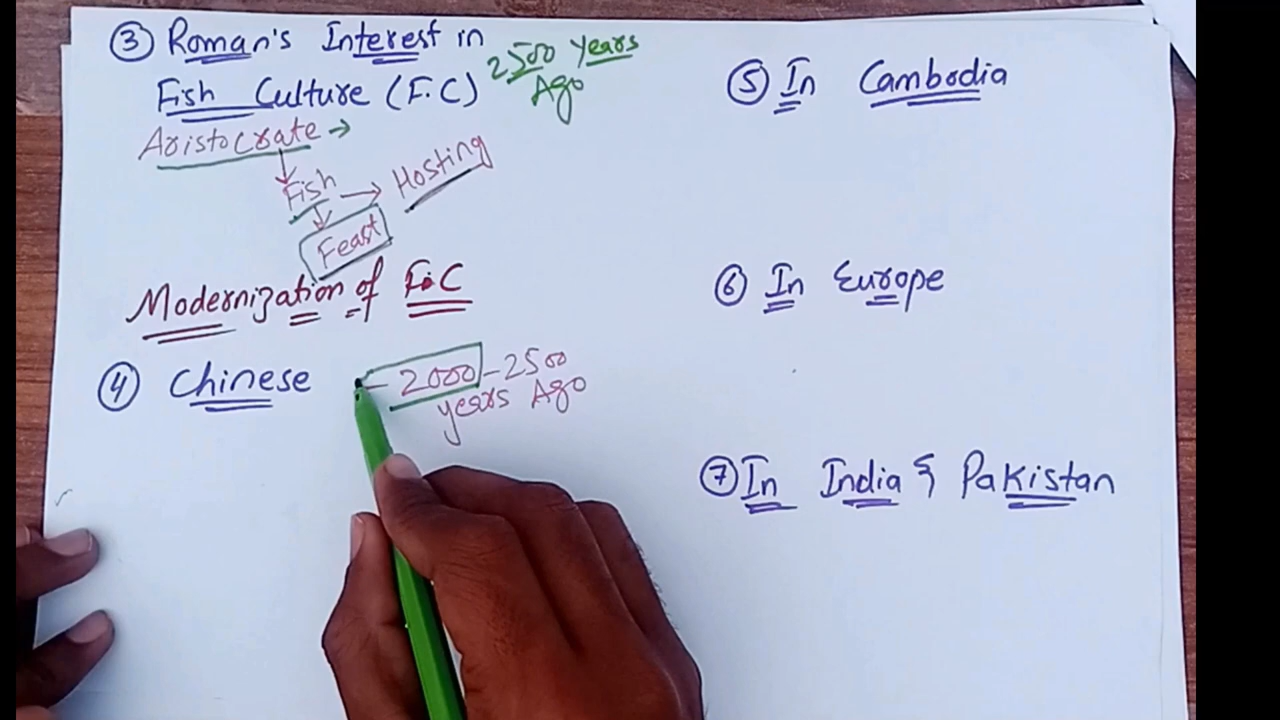 ③ Roman's Interest in
Fish Culture (F.C)
2500 years
Ago
Aristocrate →
Fish → Hosting
Feast
Modernization of F.C
④ Chinese
— 2000 – 2500
years Ago
⑤ In Cambodia
⑥ In Europe
⑦ In India & Pakistan